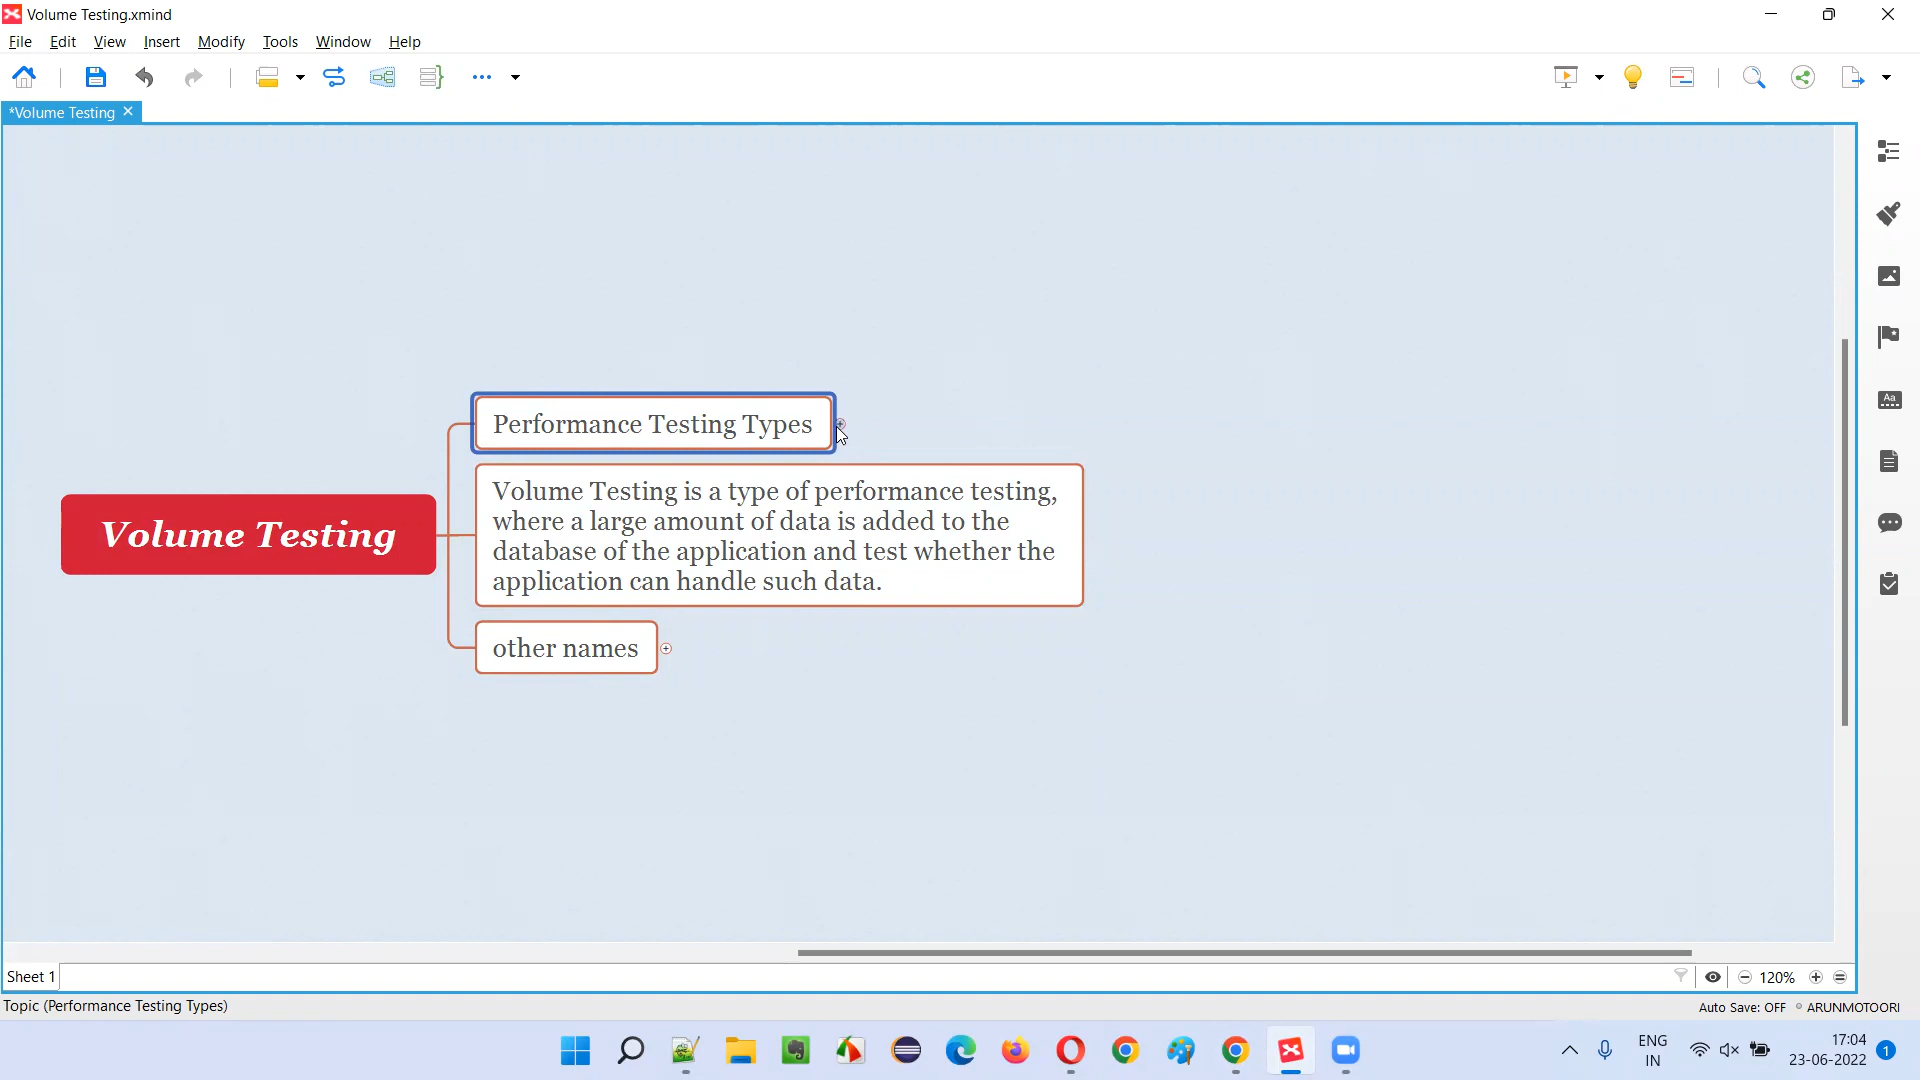 Volume Testing.xmind
File Edit View Insert Modify Tools Window Help
*Volume Testing
Performance Testing Types
Volume Testing is a type of performance testing,
where a large amount of data is added to the
database of the application and test whether the
application can handle such data.
Volume Testing
other names
Aa
Sheet 1
120%
Topic (Performance Testing Types)
Auto Save: OFF ARUNMOTOORI
ENG
IN
17:04
23-06-2022
1